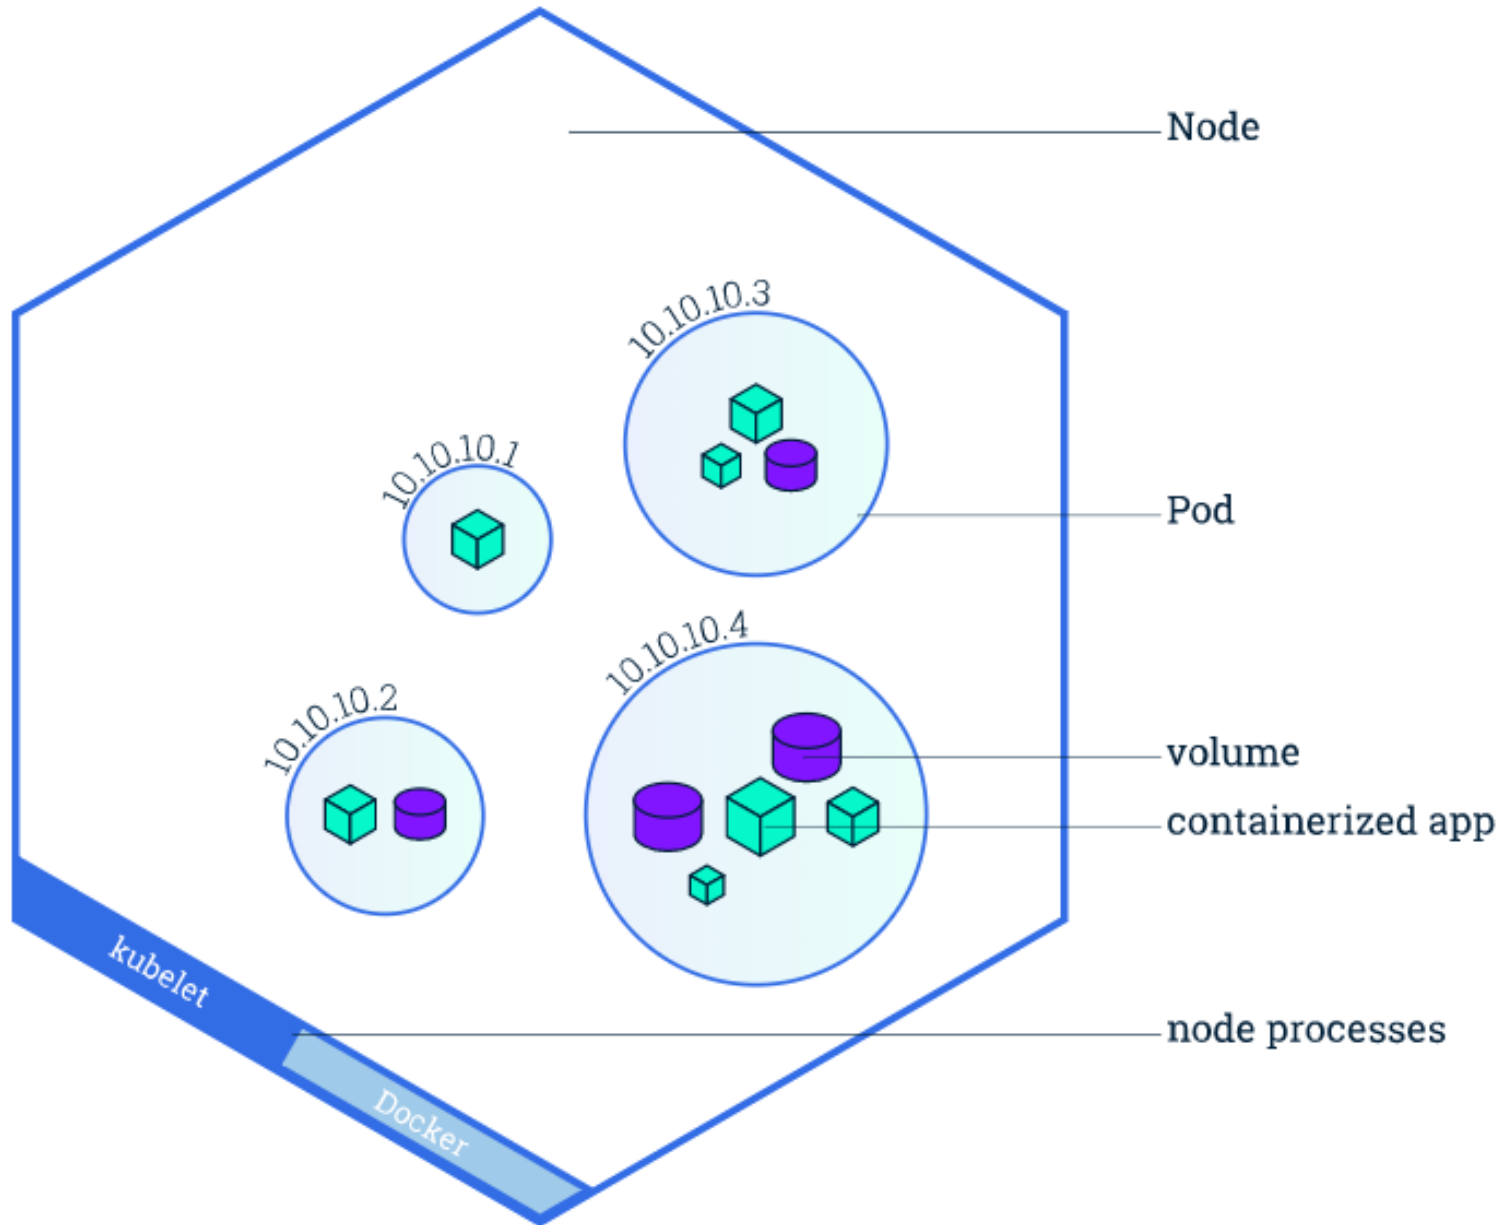 Node
10.10.10.3
10.10.10.1
Pod
10.10.10.4
10.10.10.2
volume
containerized app
kubelet
node processes
Docker